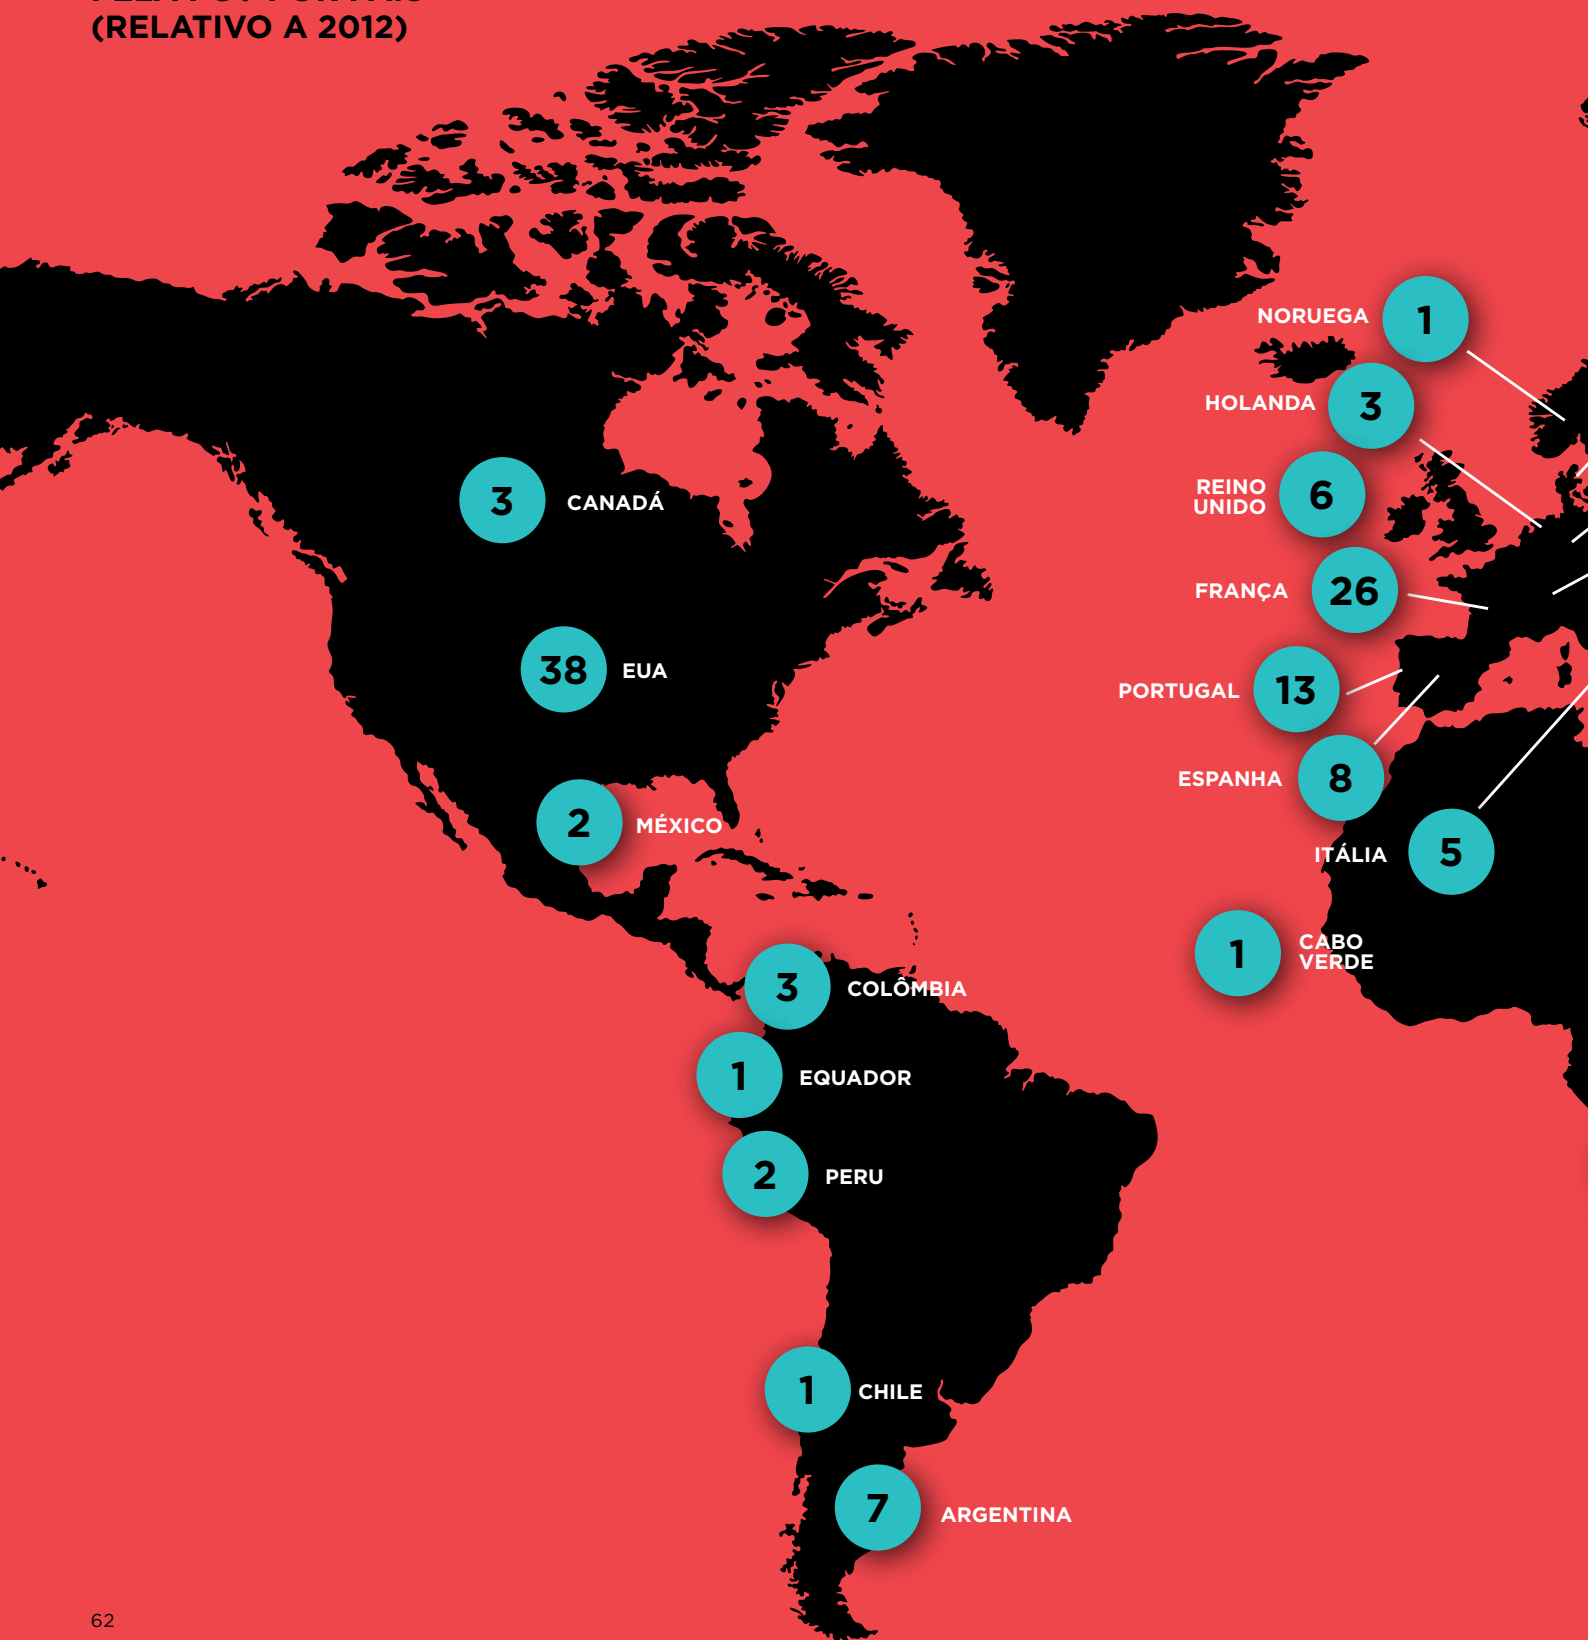 (RELATIVO A 2012)
NORUEGA 1
HOLANDA 3
REINO
UNIDO 6
3 CANADÁ
FRANÇA 26
38 EUA
PORTUGAL 13
ESPANHA 8
2 MÉXICO
ITÁLIA 5
1 CABO
VERDE
3 COLÔMBIA
1 EQUADOR
2 PERU
1 CHILE
7 ARGENTINA
62